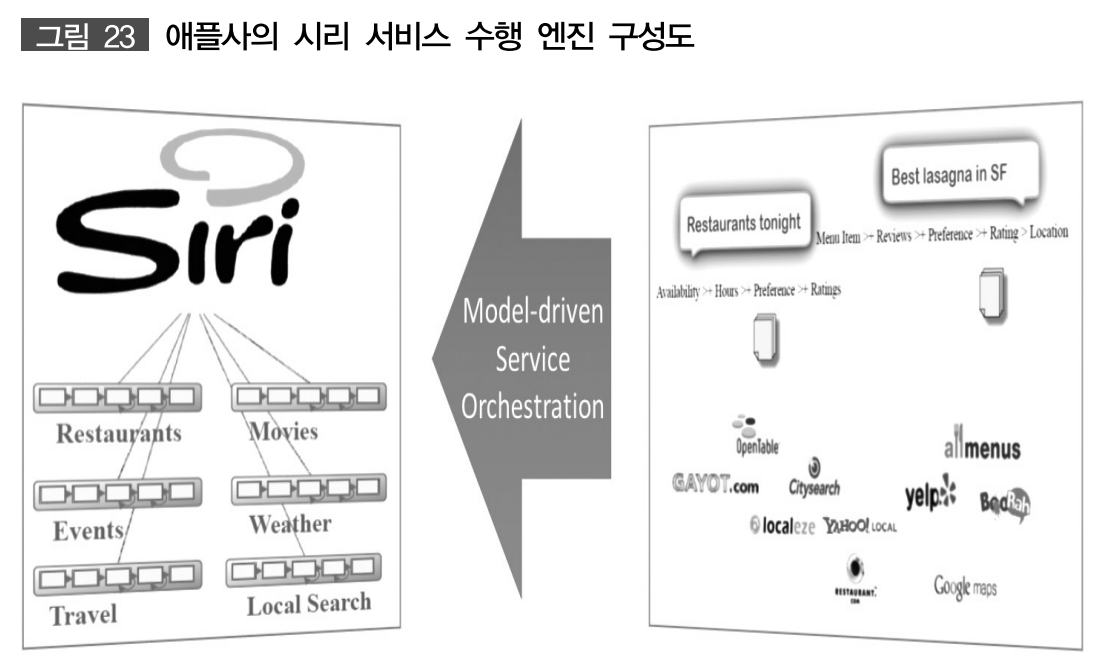 그림 23 애플사의 시리 서비스 수행 엔진 구성도
Siri
Restaurants
Movies
Events
Weather
Travel
Local Search
Model-driven
Service
Orchestration
Best lasagna in SF
Restaurants tonight
Menu Item >+ Reviews >+ Preference >+ Rating > Location
Availability >+ Hours >+ Preference >+ Ratings
OpenTable
allmenus
GAYOT.com
Citysearch
yelp
BooRah
localeze
YAHOO! LOCAL
RESTAURANT.
COM
Google maps